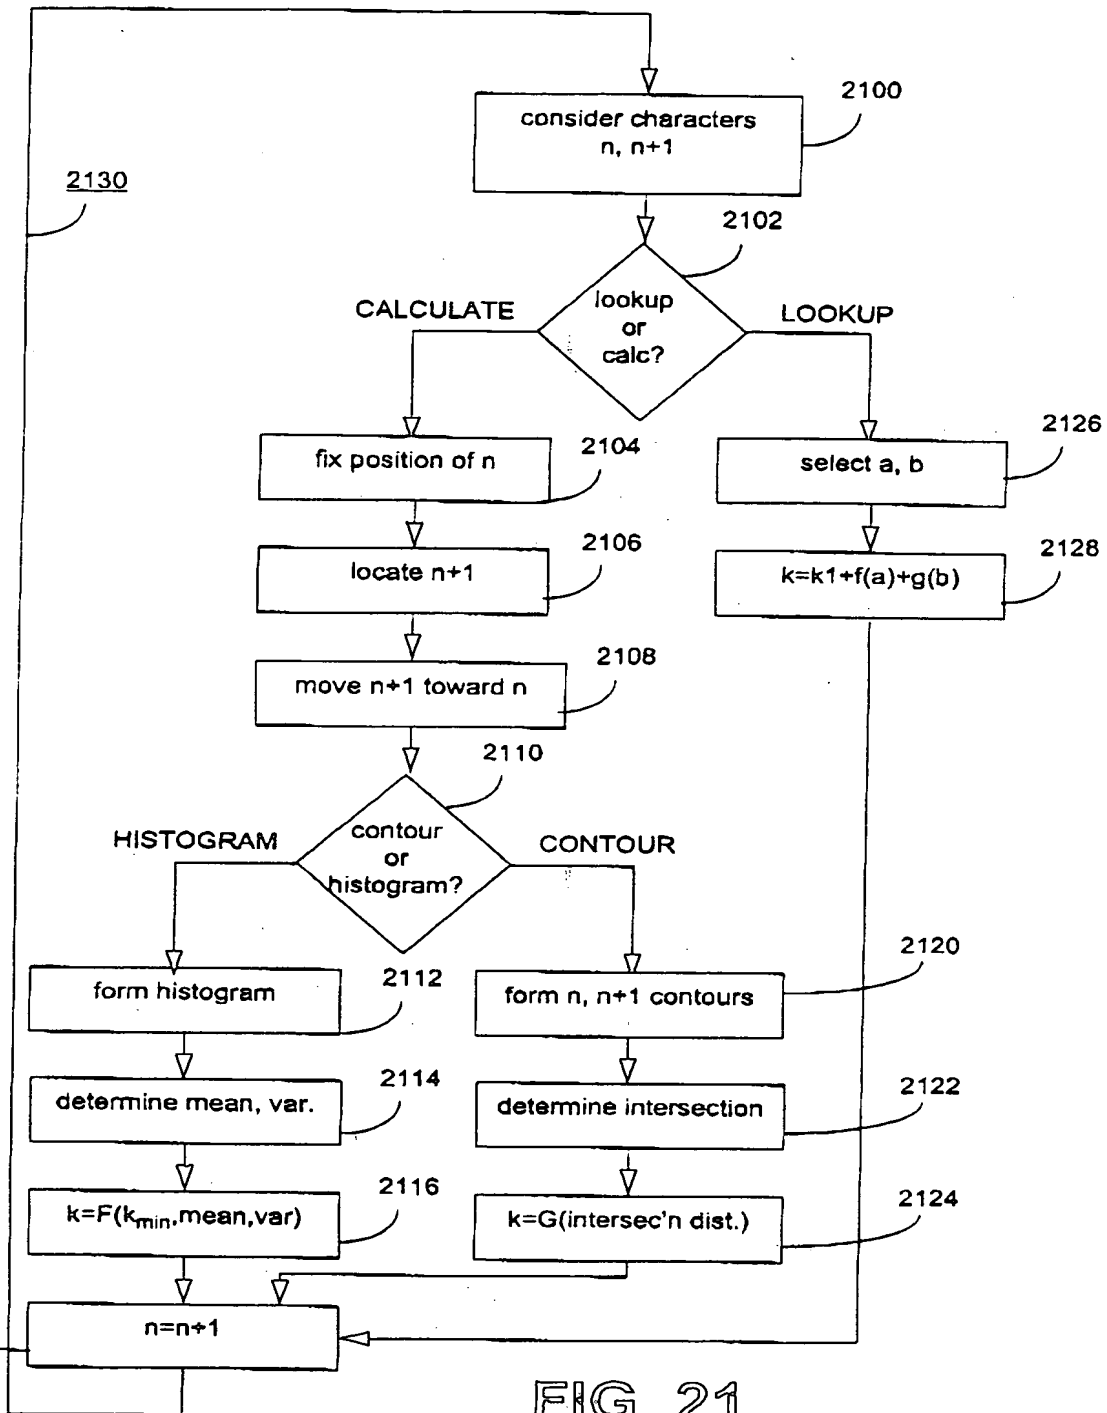 2100
consider characters
n, n+1
2130
2102
CALCULATE
lookup
or
calc?
LOOKUP
fix position of n
2104
select a, b
2126
locate n+1
2106
k=k1+f(a)+g(b)
2128
move n+1 toward n
2108
2110
HISTOGRAM
contour
or
histogram?
CONTOUR
form histogram
2112
form n, n+1 contours
2120
determine mean, var.
2114
determine intersection
2122
k=F(kmin,mean,var)
2116
k=G(intersec'n dist.)
2124
n=n+1
FIG 21